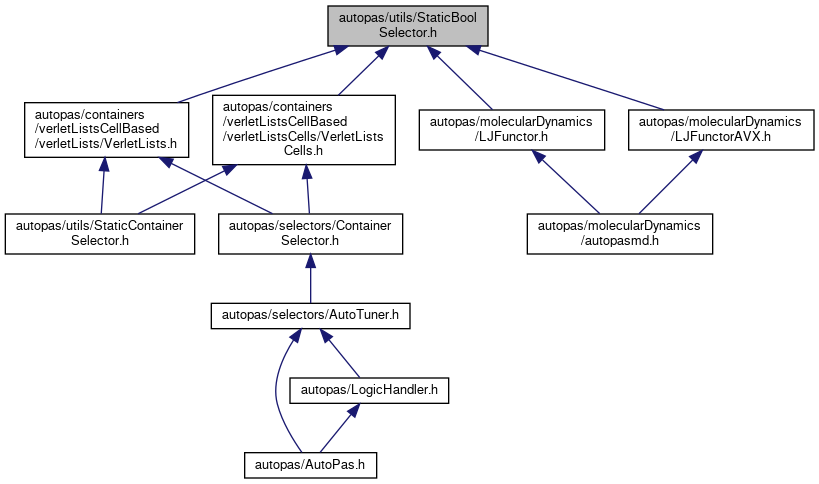 autopas/utils/StaticBool
Selector.h
autopas/containers
/verletListsCellBased
/verletLists/VerletLists.h
autopas/containers
/verletListsCellBased
/verletListsCells/VerletLists
Cells.h
autopas/molecularDynamics
/LJFunctor.h
autopas/molecularDynamics
/LJFunctorAVX.h
autopas/utils/StaticContainer
Selector.h
autopas/selectors/Container
Selector.h
autopas/molecularDynamics
/autopasmd.h
autopas/selectors/AutoTuner.h
autopas/LogicHandler.h
autopas/AutoPas.h